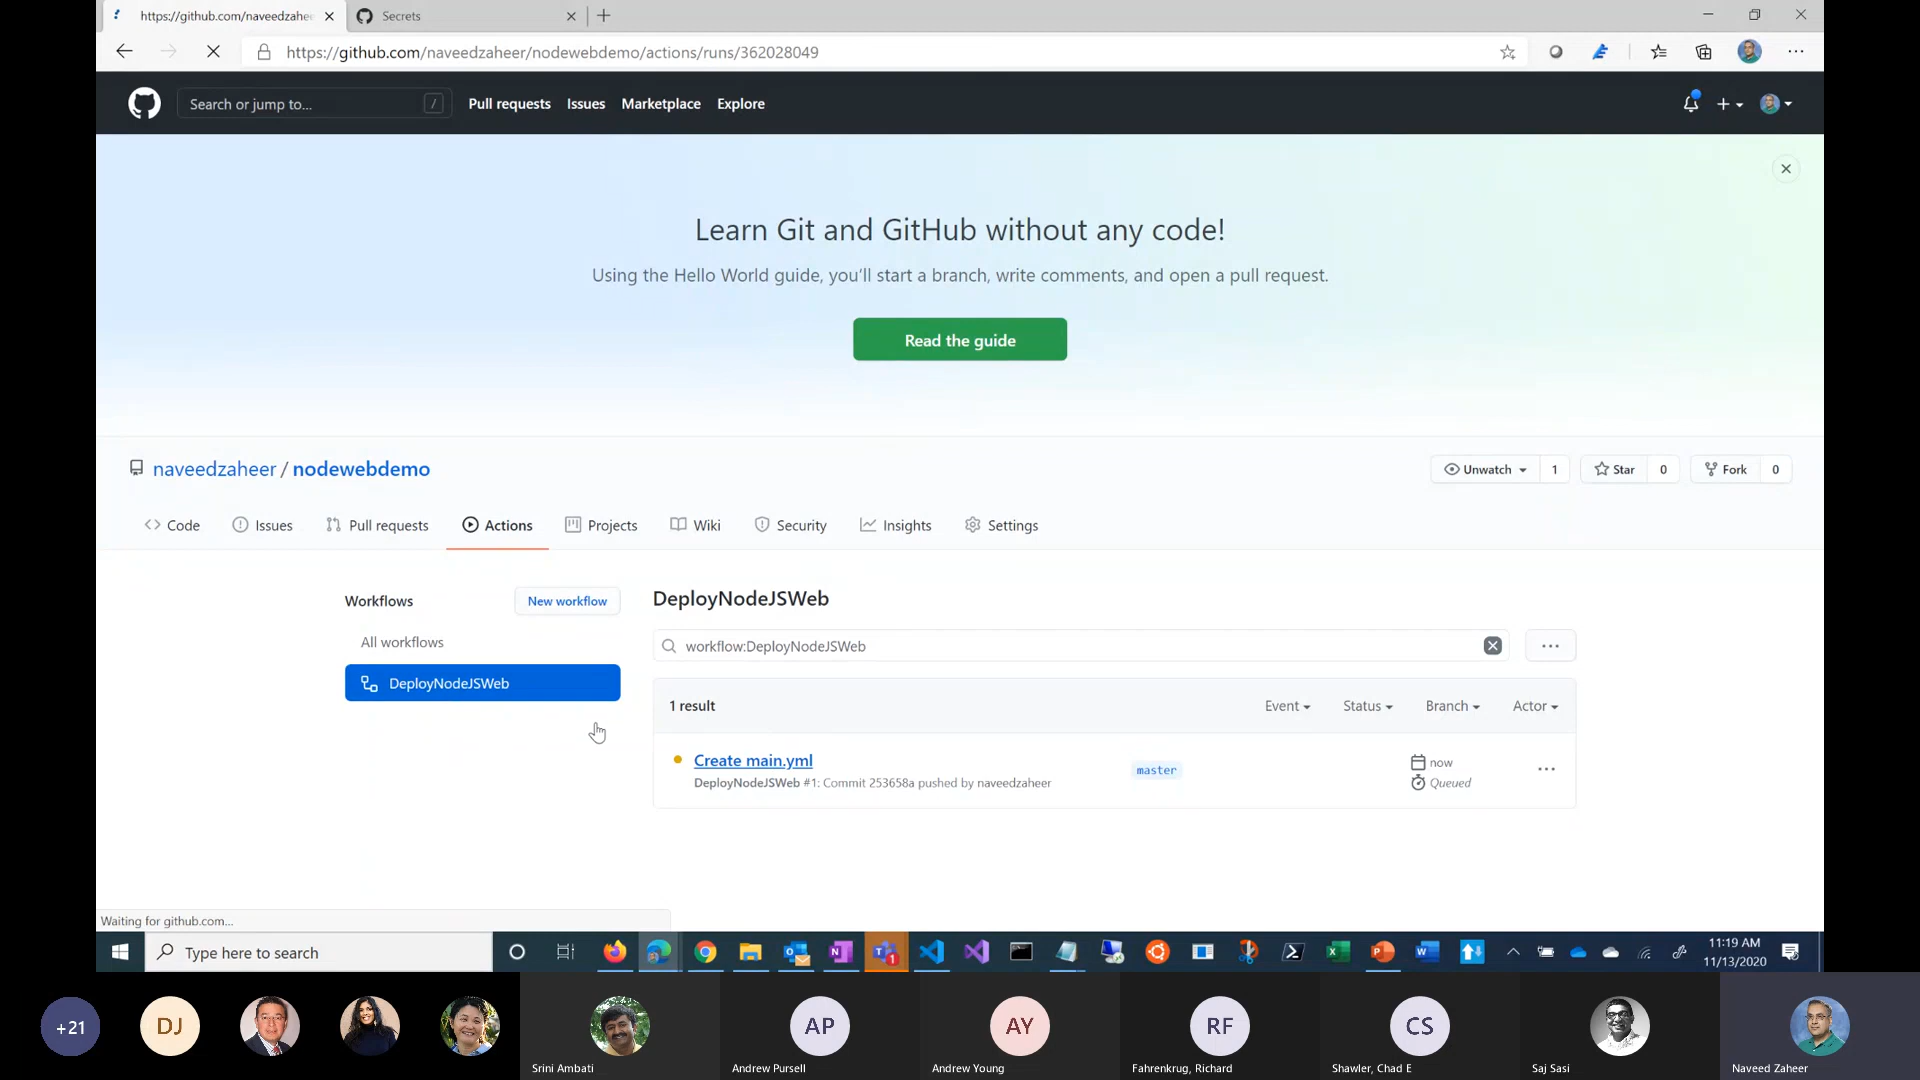 https://github.com/naveedzaheer
Secrets
https://github.com/naveedzaheer/nodewebdemo/actions/runs/362028049
Search or jump to...
/
Pull requests
Issues
Marketplace
Explore
Learn Git and GitHub without any code!
Using the Hello World guide, you'll start a branch, write comments, and open a pull request.
Read the guide
naveedzaheer / nodewebdemo
Unwatch
1
Star
0
Fork
0
Code
Issues
Pull requests
Actions
Projects
Wiki
Security
Insights
Settings
Workflows
New workflow
All workflows
DeployNodeJSWeb
DeployNodeJSWeb
workflow:DeployNodeJSWeb
1 result
Event
Status
Branch
Actor
Create main.yml
DeployNodeJSWeb #1: Commit 253658a pushed by naveedzaheer
master
now
Queued
Waiting for github.com...
Type here to search
11:19 AM
11/13/2020
+21
DJ
Srini Ambati
AP
Andrew Pursell
AY
Andrew Young
RF
Fahrenkrug, Richard
CS
Shawler, Chad E
Saj Sasi
Naveed Zaheer